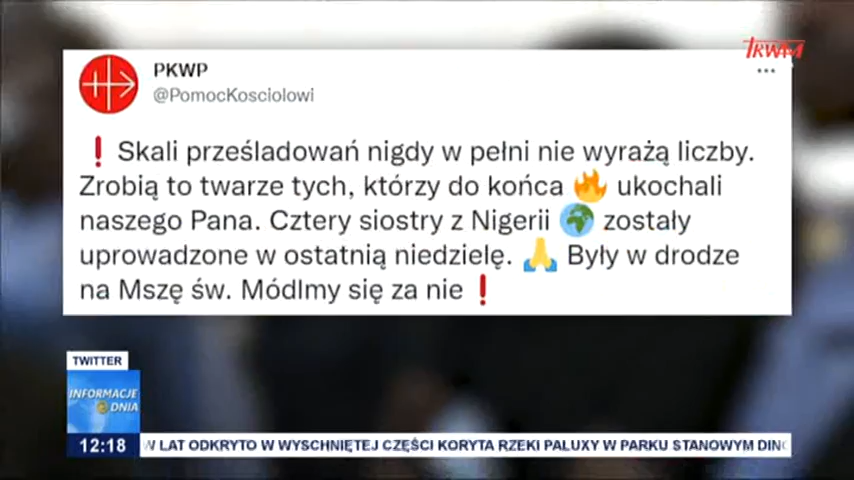 TRWAM
PKWP
@PomocKosciolowi
❗ Skali prześladowań nigdy w pełni nie wyrażą liczby.
Zrobią to twarze tych, którzy do końca 🔥 ukochali
naszego Pana. Cztery siostry z Nigerii 🌍 zostały
uprowadzone w ostatnią niedzielę. 🙏 Były w drodze
na Mszę św. Módlmy się za nie ❗
TWITTER
INFORMACJE
DNIA
12:18 W LAT ODKRYTO W WYSCHNIĘTEJ CZĘŚCI KORYTA RZEKI PALUXY W PARKU STANOWYM